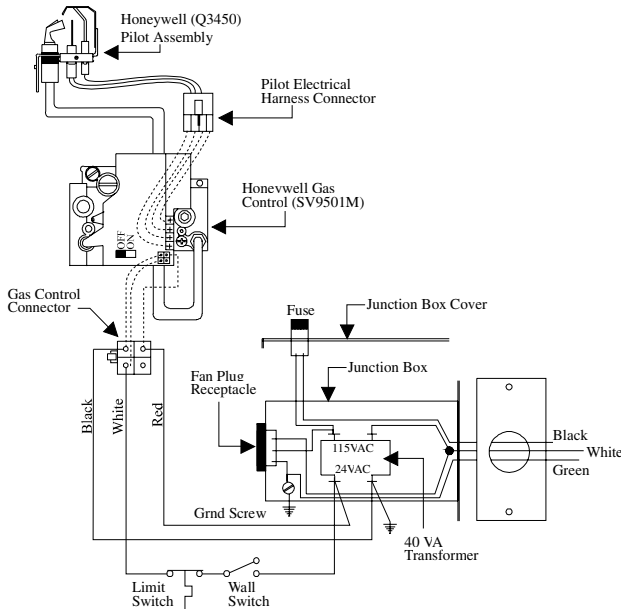 Honeywell (Q3450)
Pilot Assembly
Pilot Electrical
Harness Connector
Honevwell Gas
Control (SV9501M)
OFF
ON
Gas Control
Connector
Fuse
Junction Box Cover
Junction Box
Fan Plug
Receptacle
Black
White
Red
115VAC
24VAC
Black
White
Green
Grnd Screw
40 VA
Transformer
Limit
Switch
Wall
Switch